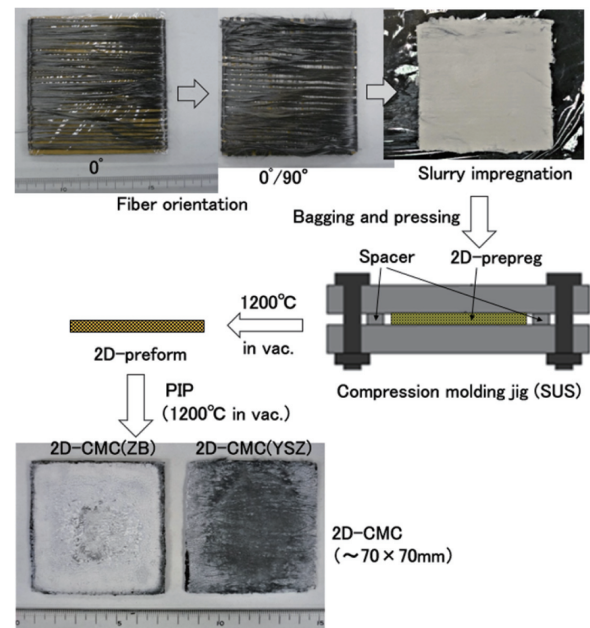 0°
0°/90°
Slurry impregnation
Fiber orientation
Bagging and pressing
Spacer
2D-prepreg
1200℃
in vac.
2D-preform
Compression molding jig (SUS)
PIP
(1200℃ in vac.)
2D-CMC(ZB)
2D-CMC(YSZ)
2D-CMC
(~70×70mm)